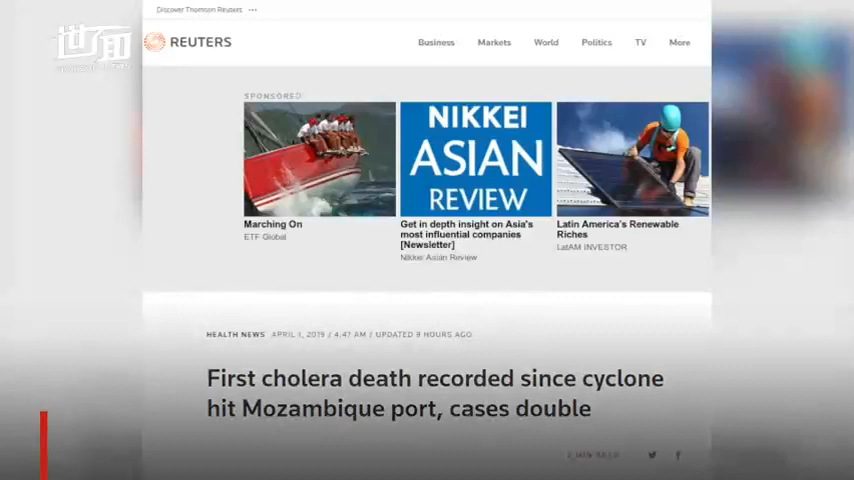 Discover Thomson Reuters
世面
REUTERS
Business Markets World Politics TV More
SPONSORED
NIKKEI
ASIAN
REVIEW
Marching On
ETF Global
Get in depth insight on Asia's
most influential companies
[Newsletter]
Nikkei Asian Review
Latin America's Renewable
Riches
LatAM INVESTOR
HEALTH NEWS APRIL 1, 2019 / 4:47 AM / UPDATED 9 HOURS AGO
First cholera death recorded since cyclone
hit Mozambique port, cases double
2 MIN READ